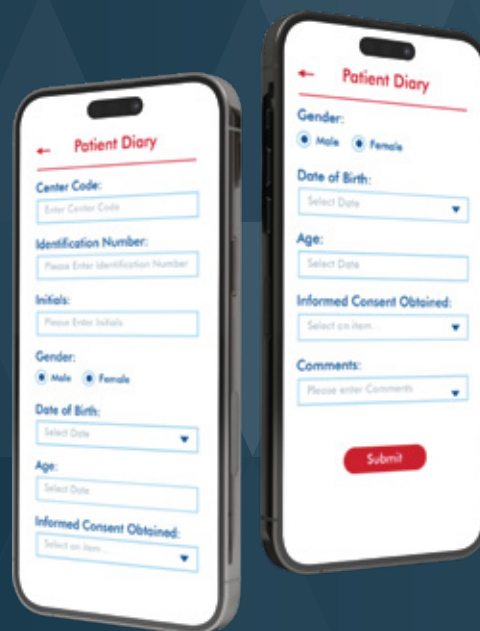 Patient Diary
Center Code:
Enter Center Code
Identification Number:
Please Enter Identification Number
Initials:
Please Enter Initials
Gender:
Male Female
Date of Birth:
Select Date
Age:
Select Date
Informed Consent Obtained:
Select an item...
Patient Diary
Gender:
Male Female
Date of Birth:
Select Date
Age:
Select Date
Informed Consent Obtained:
Select an item...
Comments:
Please enter Comments
Submit